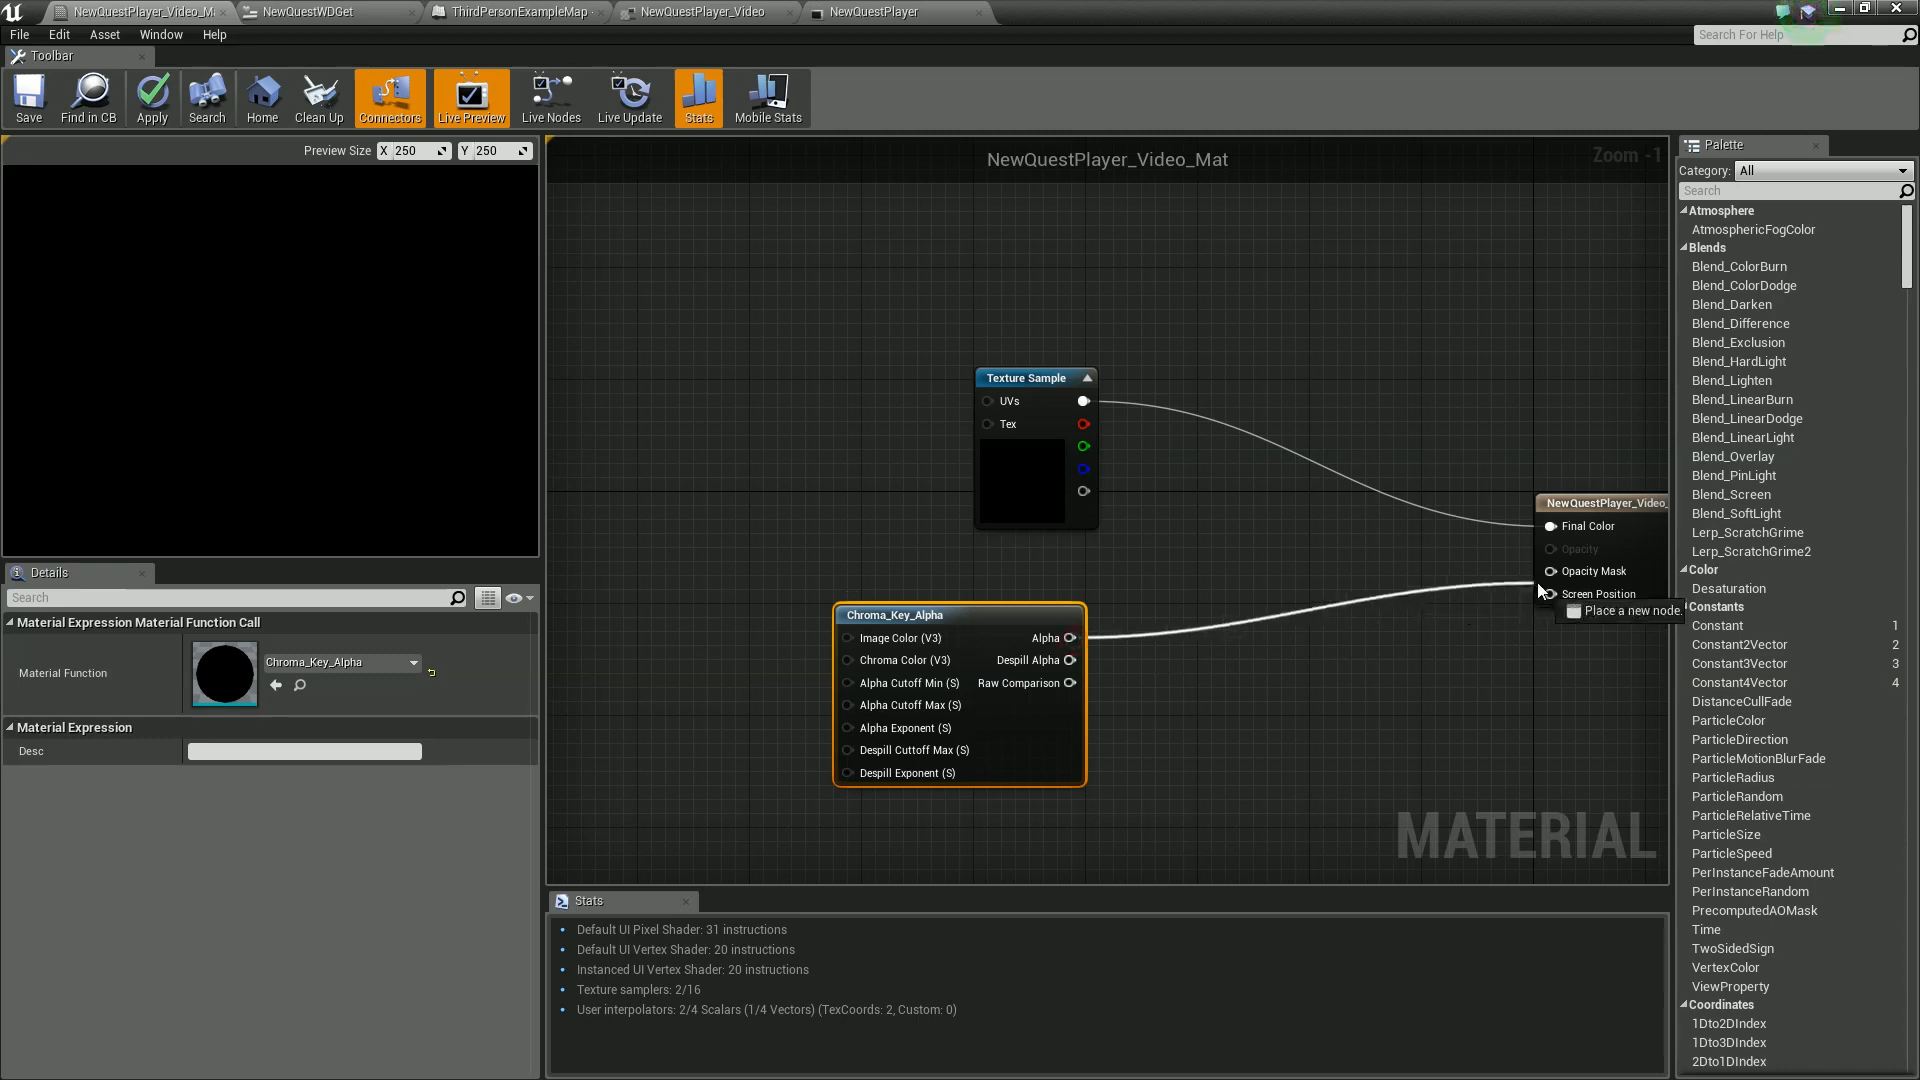 NewQuestPlayer_Video_Ma
NewQuestWDGet
ThirdPersonExampleMap
NewQuestPlayer_Video
NewQuestPlayer
File
Edit
Asset
Window
Help
Search For Help
Toolbar
Save
Find in CB
Apply
Search
Home
Clean Up
Connectors
Live Preview
Live Nodes
Live Update
Stats
Mobile Stats
Preview Size X 250 Y 250
Details
Search
Material Expression Material Function Call
Material Function
Chroma_Key_Alpha
Material Expression
Desc
NewQuestPlayer_Video_Mat
Zoom -1
Texture Sample
UVs
Tex
Chroma_Key_Alpha
Image Color (V3) Alpha
Chroma Color (V3) Despill Alpha
Alpha Cutoff Min (S) Raw Comparison
Alpha Cutoff Max (S)
Alpha Exponent (S)
Despill Cuttoff Max (S)
Despill Exponent (S)
NewQuestPlayer_Video_
Final Color
Opacity
Opacity Mask
Screen Position
Place a new node.
MATERIAL
Stats
Default UI Pixel Shader: 31 instructions
Default UI Vertex Shader: 20 instructions
Instanced UI Vertex Shader: 20 instructions
Texture samplers: 2/16
User interpolators: 2/4 Scalars (1/4 Vectors) (TexCoords: 2, Custom: 0)
Palette
Category: All
Search
Atmosphere
AtmosphericFogColor
Blends
Blend_ColorBurn
Blend_ColorDodge
Blend_Darken
Blend_Difference
Blend_Exclusion
Blend_HardLight
Blend_Lighten
Blend_LinearBurn
Blend_LinearDodge
Blend_LinearLight
Blend_Overlay
Blend_PinLight
Blend_Screen
Blend_SoftLight
Lerp_ScratchGrime
Lerp_ScratchGrime2
Color
Desaturation
Constants
Constant 1
Constant2Vector 2
Constant3Vector 3
Constant4Vector 4
DistanceCullFade
ParticleColor
ParticleDirection
ParticleMotionBlurFade
ParticleRadius
ParticleRandom
ParticleRelativeTime
ParticleSize
ParticleSpeed
PerInstanceFadeAmount
PerInstanceRandom
PrecomputedAOMask
Time
TwoSidedSign
VertexColor
ViewProperty
Coordinates
1Dto2DIndex
1Dto3DIndex
2Dto1DIndex